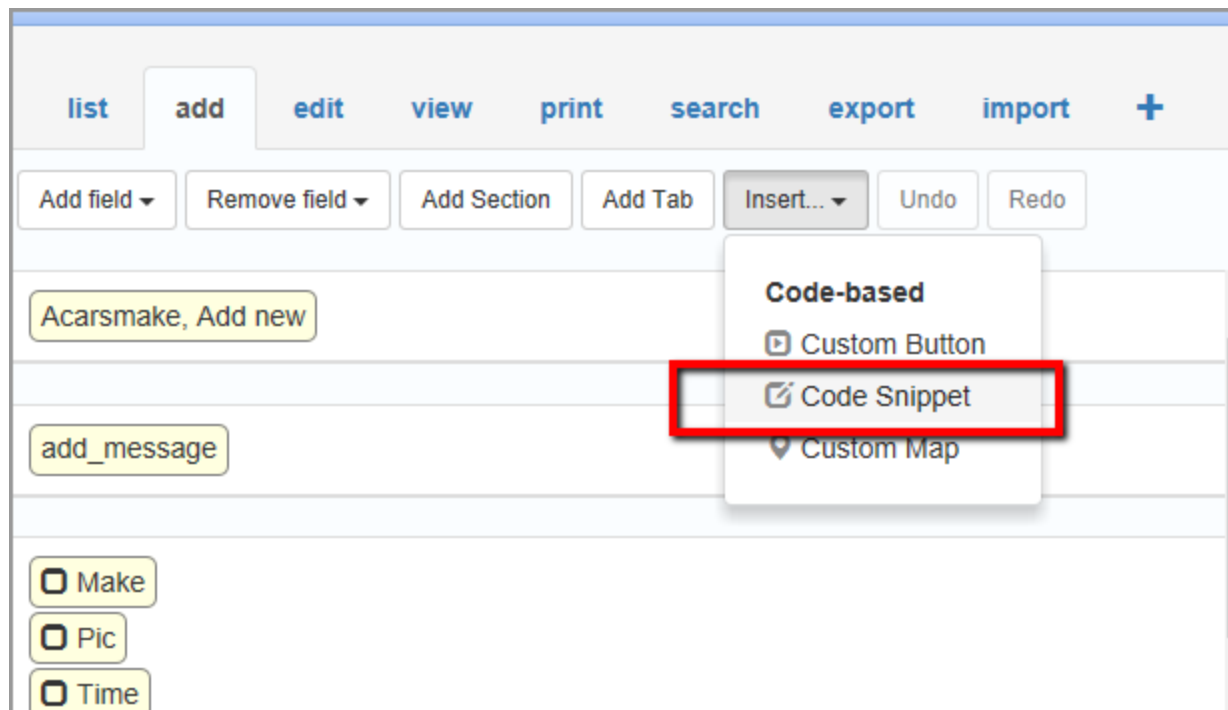 list add edit view print search export import +
Add field Remove field Add Section Add Tab Insert... Undo Redo
Code-based
Custom Button
Code Snippet
Custom Map
Acarsmake, Add new
add_message
Make
Pic
Time